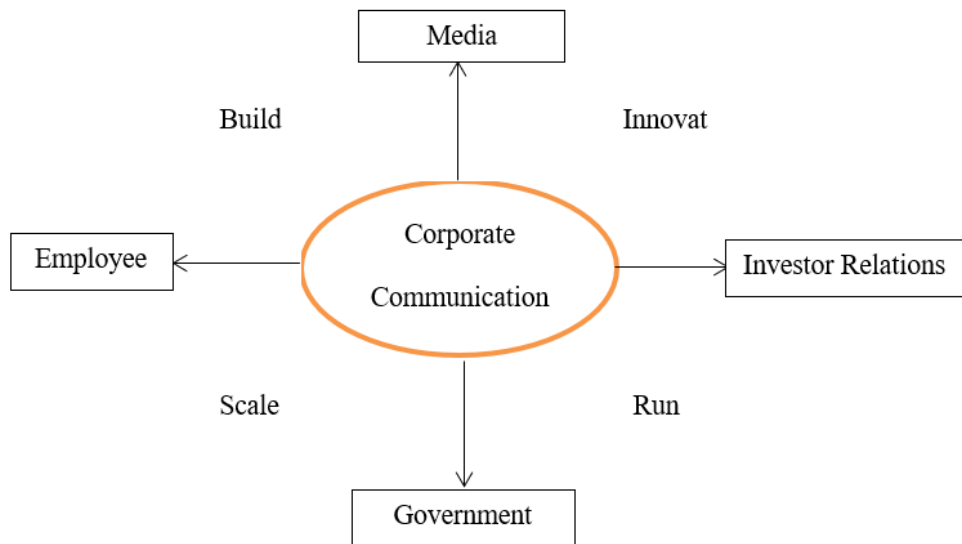 Media
Build
Innovat
Corporate
Communication
Employee
Investor Relations
Scale
Run
Government